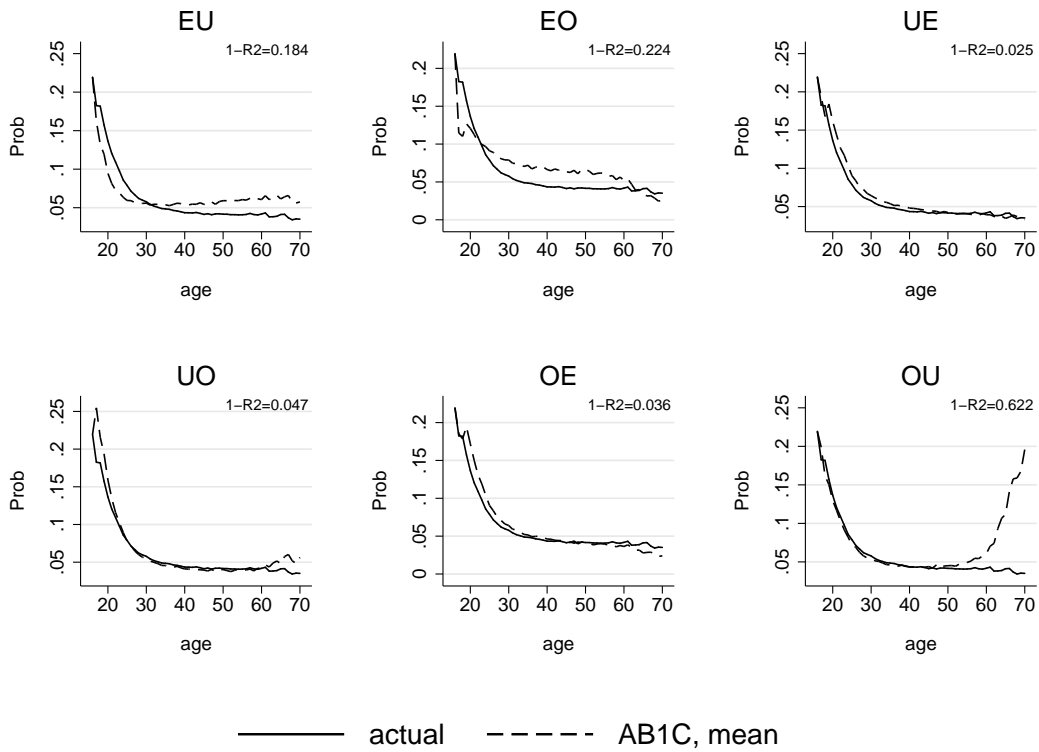 EU
1−R2=0.184
Prob
.05 .1 .15 .2 .25
20 30 40 50 60 70
age
EO
1−R2=0.224
Prob
0 .05 .1 .15 .2
20 30 40 50 60 70
age
UE
1−R2=0.025
Prob
.05 .1 .15 .2 .25
20 30 40 50 60 70
age
UO
1−R2=0.047
Prob
.05 .1 .15 .2 .25
20 30 40 50 60 70
age
OE
1−R2=0.036
Prob
0 .05 .1 .15 .2
20 30 40 50 60 70
age
OU
1−R2=0.622
Prob
.05 .1 .15 .2 .25
20 30 40 50 60 70
age
actual AB1C, mean